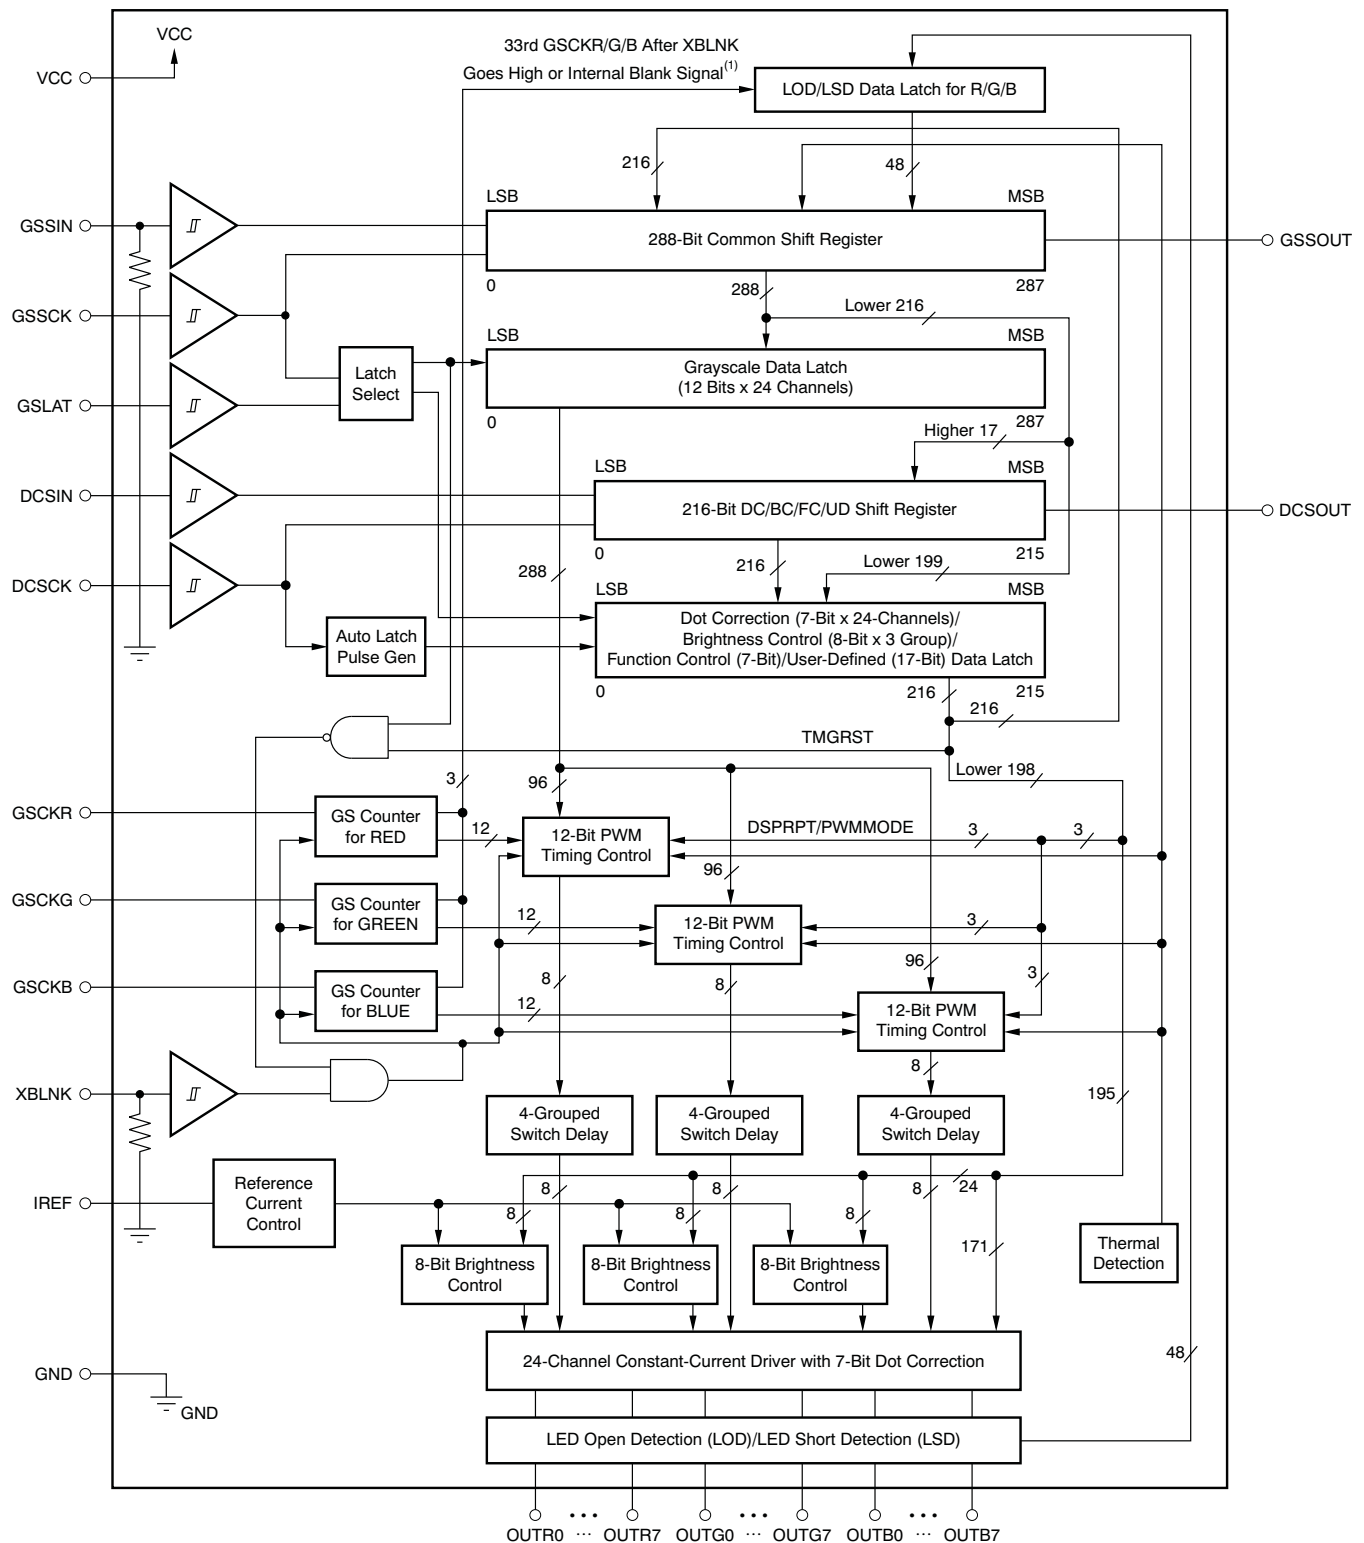 VCC
VCC
33rd GSCKR/G/B After XBLNK
Goes High or Internal Blank Signal(1)
LOD/LSD Data Latch for R/G/B
216
48
LSB
MSB
GSSIN
288-Bit Common Shift Register
GSSOUT
0
287
288
Lower 216
GSSCK
LSB
MSB
Latch
Select
Grayscale Data Latch
(12 Bits x 24 Channels)
GSLAT
0
287
Higher 17
LSB
MSB
DCSIN
216-Bit DC/BC/FC/UD Shift Register
DCSOUT
0
215
288
216
Lower 199
DCSCK
LSB
MSB
Auto Latch
Pulse Gen
Dot Correction (7-Bit x 24-Channels)/
Brightness Control (8-Bit x 3 Group)/
Function Control (7-Bit)/User-Defined (17-Bit) Data Latch
0
216
215
216
TMGRST
Lower 198
3
96
GSCKR
GS Counter
for RED
12
12-Bit PWM
Timing Control
DSPRPT/PWMMODE
3
3
96
GSCKG
GS Counter
for GREEN
12
12-Bit PWM
Timing Control
3
96
3
GSCKB
GS Counter
for BLUE
8
8
12
12-Bit PWM
Timing Control
8
XBLNK
4-Grouped
Switch Delay
4-Grouped
Switch Delay
4-Grouped
Switch Delay
195
IREF
Reference
Current
Control
8
8
8
24
8
8
8
171
8-Bit Brightness
Control
8-Bit Brightness
Control
8-Bit Brightness
Control
Thermal
Detection
GND
GND
24-Channel Constant-Current Driver with 7-Bit Dot Correction
48
LED Open Detection (LOD)/LED Short Detection (LSD)
OUTR0 ... OUTR7 OUTG0 ... OUTG7 OUTB0 ... OUTB7